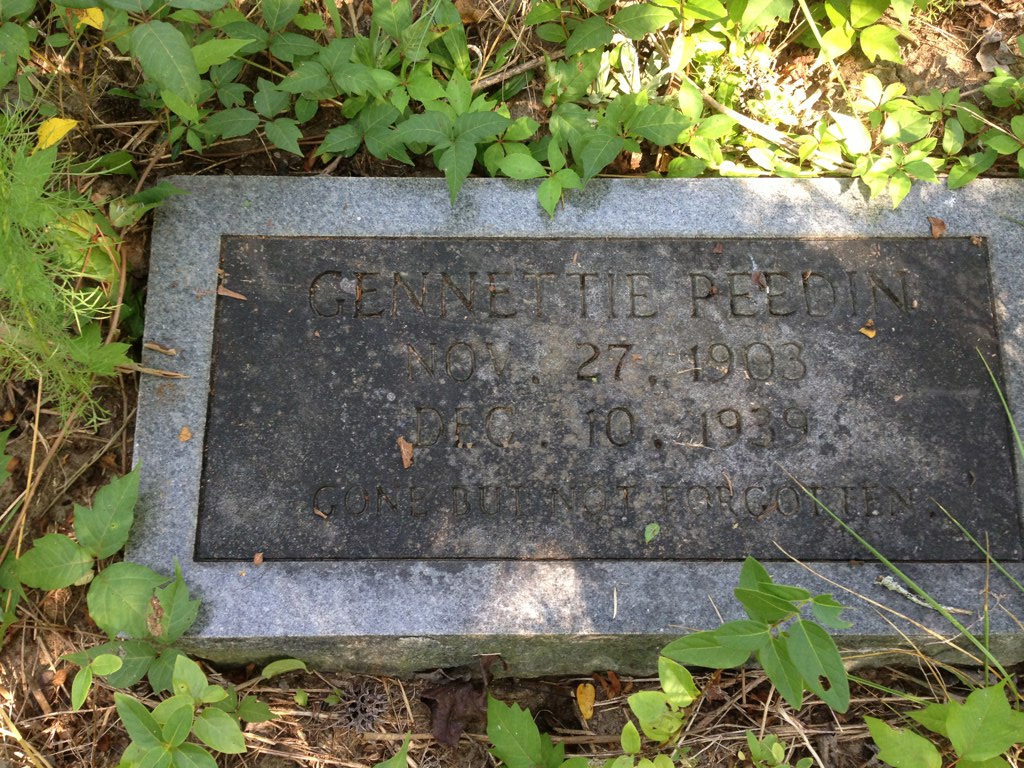 GENNETTIE PEEDIN
NOV. 27, 1903
DEC. 10, 1939
GONE BUT NOT FORGOTTEN.